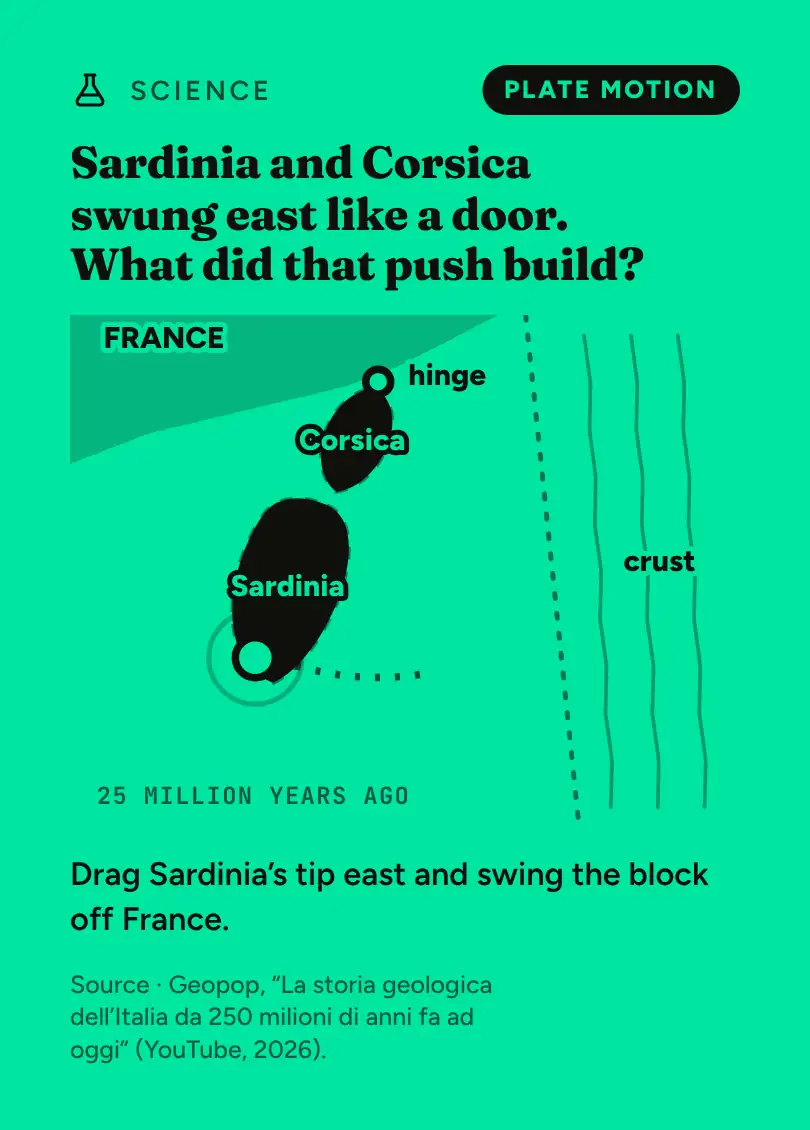 SCIENCE
PLATE MOTION
Sardinia and Corsica
swung east like a door.
What did that push build?
FRANCE
hinge
Corsica
crust
Sardinia
25 MILLION YEARS AGO
Drag Sardinia’s tip east and swing the block
off France.
Source · Geopop, “La storia geologica
dell’Italia da 250 milioni di anni fa ad
oggi” (YouTube, 2026).